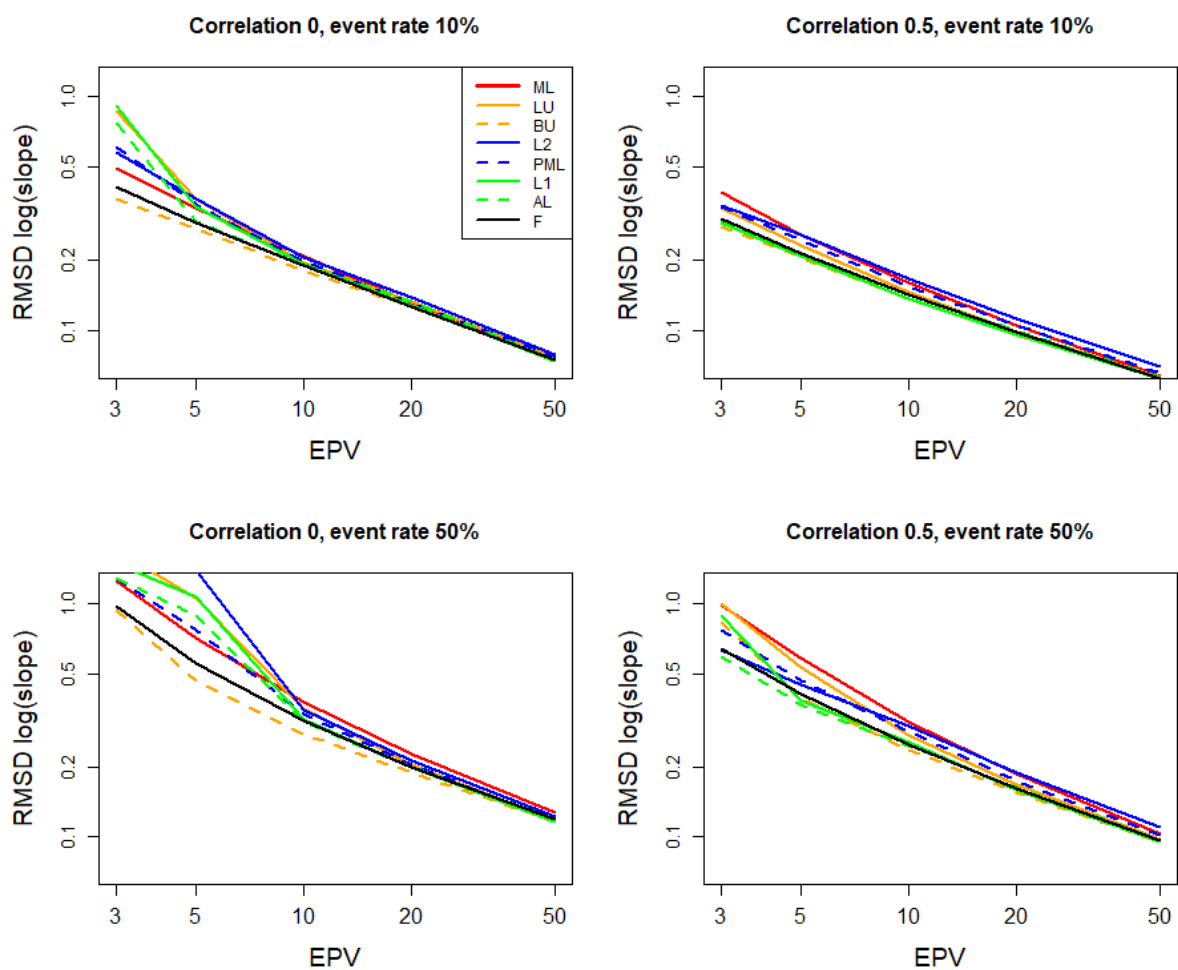 Correlation 0, event rate 10%
RMSD log(slope)
1.0
0.5
0.2
0.1
ML
LU
BU
L2
PML
L1
AL
F
3 5 10 20 50
EPV
Correlation 0.5, event rate 10%
RMSD log(slope)
1.0
0.5
0.2
0.1
3 5 10 20 50
EPV
Correlation 0, event rate 50%
RMSD log(slope)
1.0
0.5
0.2
0.1
3 5 10 20 50
EPV
Correlation 0.5, event rate 50%
RMSD log(slope)
1.0
0.5
0.2
0.1
3 5 10 20 50
EPV